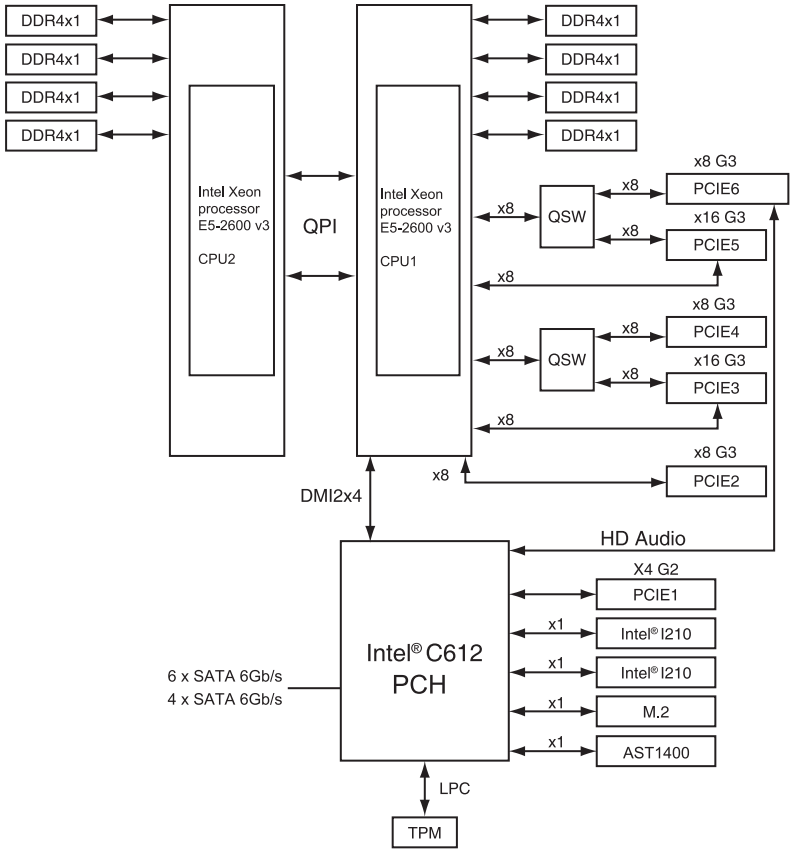 DDR4x1
DDR4x1
DDR4x1
DDR4x1
Intel Xeon
processor
E5-2600 v3
CPU2
QPI
Intel Xeon
processor
E5-2600 v3
CPU1
DDR4x1
DDR4x1
DDR4x1
DDR4x1
x8 G3
x8
PCIE6
x8
QSW
x16 G3
x8
PCIE5
x8
x8 G3
x8
PCIE4
x8
QSW
x16 G3
x8
PCIE3
x8
x8 G3
x8
PCIE2
DMI2x4
HD Audio
X4 G2
PCIE1
Intel® C612
PCH
x1
Intel® I210
x1
Intel® I210
x1
M.2
x1
AST1400
6 x SATA 6Gb/s
4 x SATA 6Gb/s
LPC
TPM